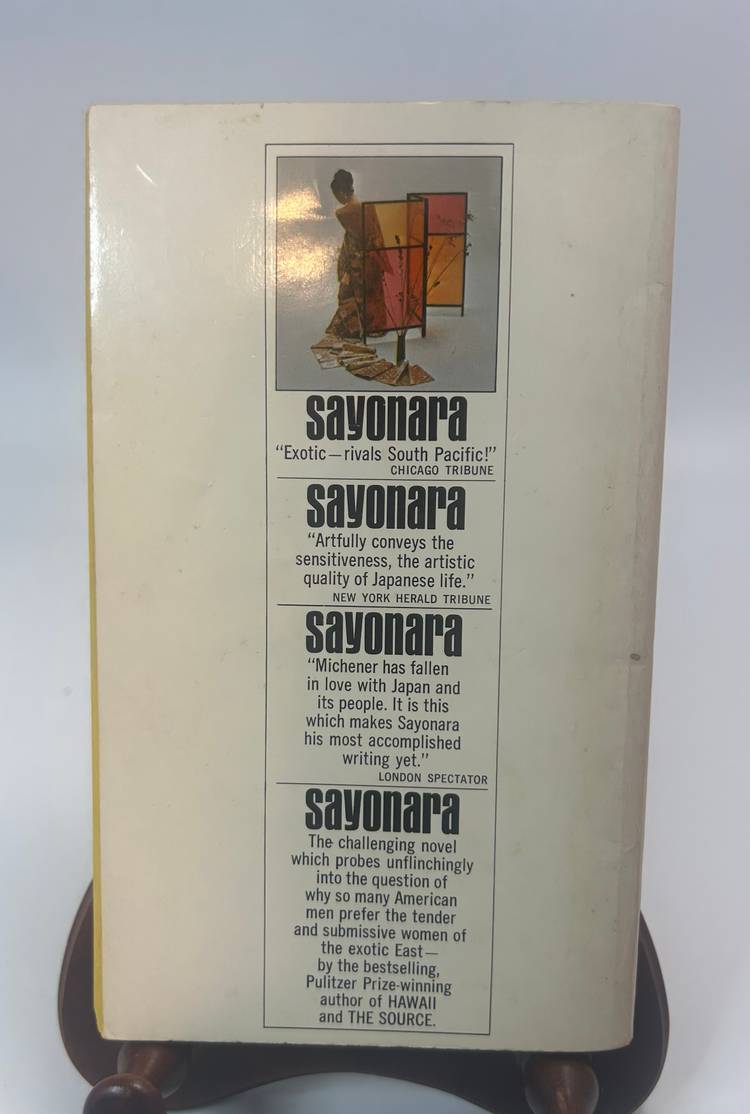 sayonara
“Exotic—rivals South Pacific!”
CHICAGO TRIBUNE
sayonara
“Artfully conveys the
sensitiveness, the artistic
quality of Japanese life.”
NEW YORK HERALD TRIBUNE
sayonara
“Michener has fallen
in love with Japan and
its people. It is this
which makes Sayonara
his most accomplished
writing yet.”
LONDON SPECTATOR
sayonara
The challenging novel
which probes unflinchingly
into the question of
why so many American
men prefer the tender
and submissive women of
the exotic East—
by the bestselling,
Pulitzer Prize-winning
author of HAWAII
and THE SOURCE.